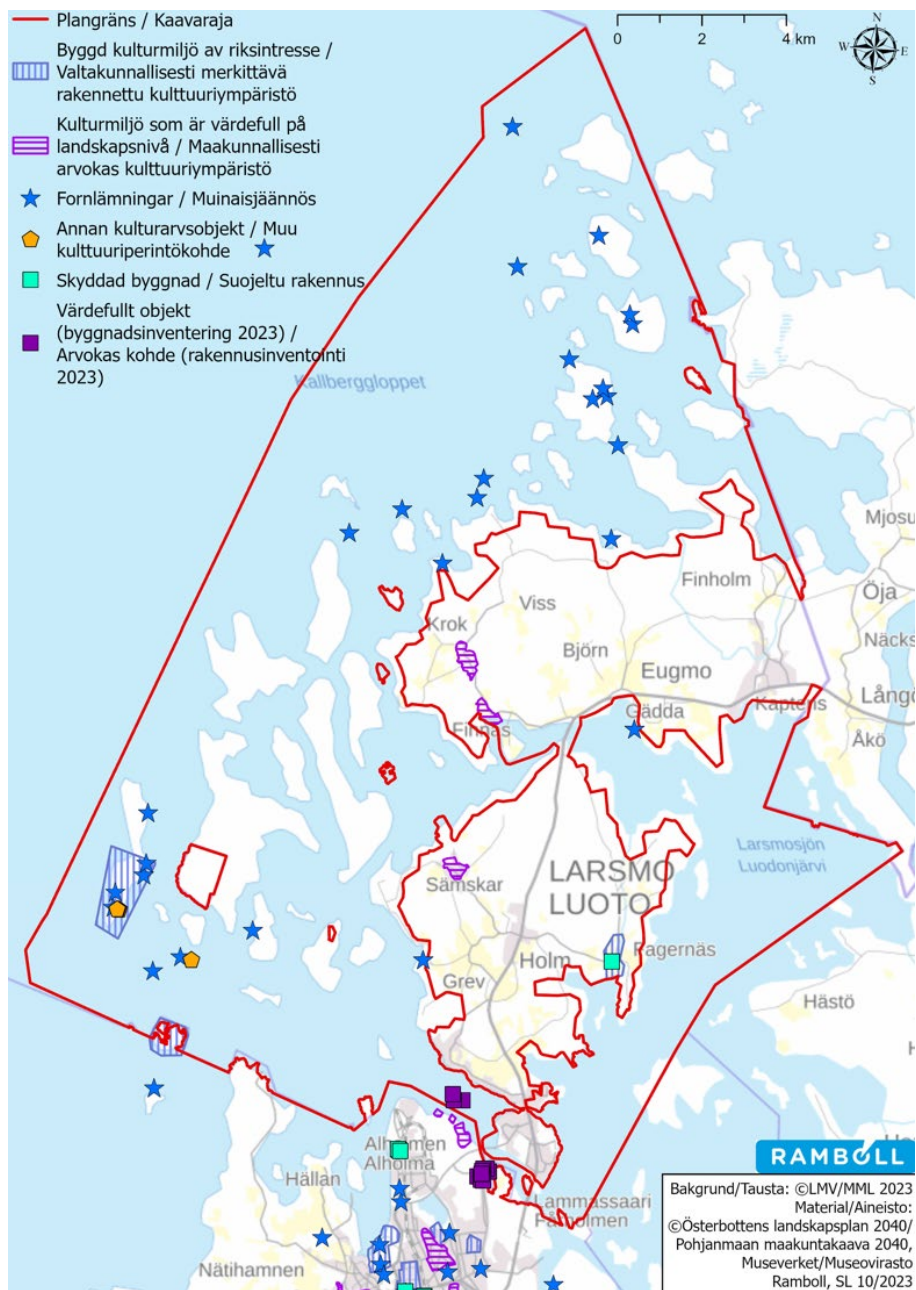 Plangräns / Kaavaraja
Byggd kulturmiljö av riksintresse /
Valtakunnallisesti merkittävä
rakennettu kulttuuriympäristö
Kulturmiljö som är värdefull på
landskapsnivå / Maakunnallisesti
arvokas kulttuuriympäristö
Fornlämningar / Muinaisjäännös
Annan kulturarvsobjekt / Muu
kulttuuriperintökohde
Skyddad byggnad / Suojeltu rakennus
Värdefullt objekt
(byggnadsinventering 2023) /
Arvokas kohde (rakennusinventointi
2023)
0 2 4 km
N
W E
S
Kallberggloppet
Mjosu
Finholm
Öja
Viss
Krok
Björn
Näcks
Eugmo
Långö
Kaptens
Gädda
Finnäs
Åkö
Larsmosjön
Luodonjärvi
LARSMO
LUOTO
Sämskar
Fagernäs
Holm
Grev
Hästö
Alholmen
Alholma
Hällan
Lammassaari
Fårholmen
Nätihamnen
RAMBOLL
Bakgrund/Tausta: ©LMV/MML 2023
Material/Aineisto:
©Österbottens landskapsplan 2040/
Pohjanmaan maakuntakaava 2040,
Museverket/Museovirasto
Ramboll, SL 10/2023